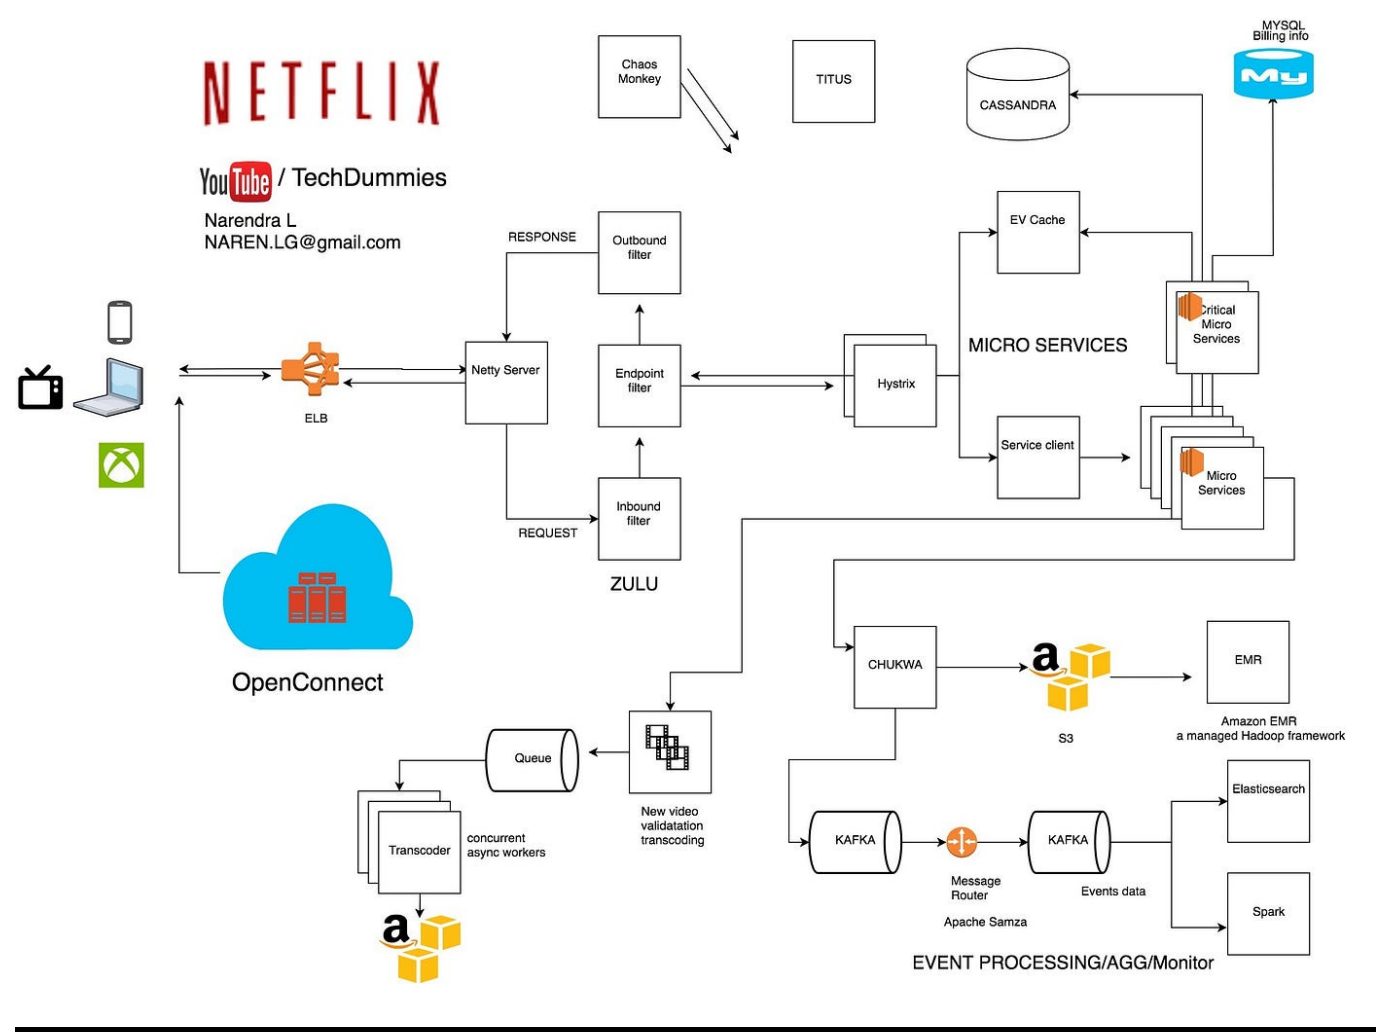 NETFLIX
YouTube / TechDummies
Narendra L
NAREN.LG@gmail.com
Chaos
Monkey
TITUS
CASSANDRA
MYSQL
Billing info
My
RESPONSE
Outbound
filter
EV Cache
Critical
Micro
Services
MICRO SERVICES
Netty Server
Endpoint
filter
Hystrix
ELB
Service client
Micro
Services
Inbound
filter
REQUEST
ZULU
OpenConnect
CHUKWA
a
S3
EMR
Amazon EMR
a managed Hadoop framework
Queue
New video
validatation
transcoding
Transcoder
concurrent
async workers
a
KAFKA
Message
Router
Apache Samza
KAFKA
Events data
Elasticsearch
Spark
EVENT PROCESSING/AGG/Monitor